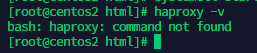 [root@centos2 html]# haproxy -v
bash: haproxy: command not found
[root@centos2 html]#